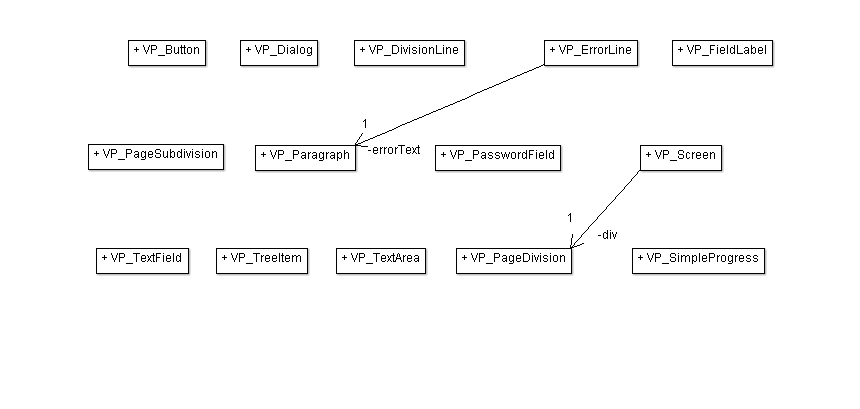 + VP_Button
+ VP_Dialog
+ VP_DivisionLine
+ VP_ErrorLine
+ VP_FieldLabel
1
-errorText
+ VP_PageSubdivision
+ VP_Paragraph
+ VP_PasswordField
+ VP_Screen
1
-div
+ VP_TextField
+ VP_TreeItem
+ VP_TextArea
+ VP_PageDivision
+ VP_SimpleProgress